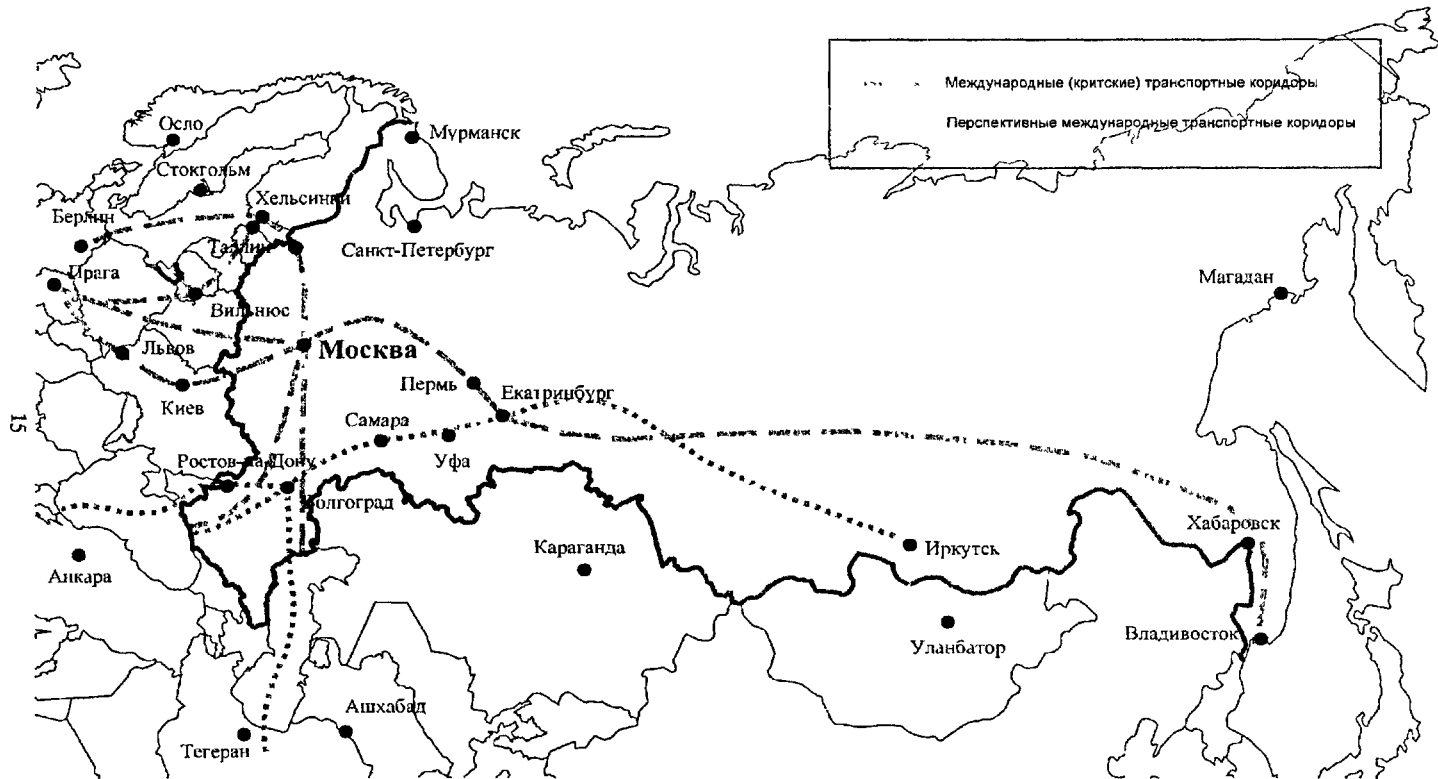 Международные (критские) транспортные коридоры
Перспективные международные транспортные коридоры
Осло
Мурманск
Стокгольм
Хельсинки
Берлин
Таллин
Санкт-Петербург
Прага
Магадан
Вильнюс
Львов
Москва
Пермь
Екатринбург
Киев
Самара
15
Уфа
Ростов-на-Дону
Волгоград
Хабаровск
Караганда
Иркутск
Анкара
Владивосток
Уланбатор
Ашхабад
Тегеран